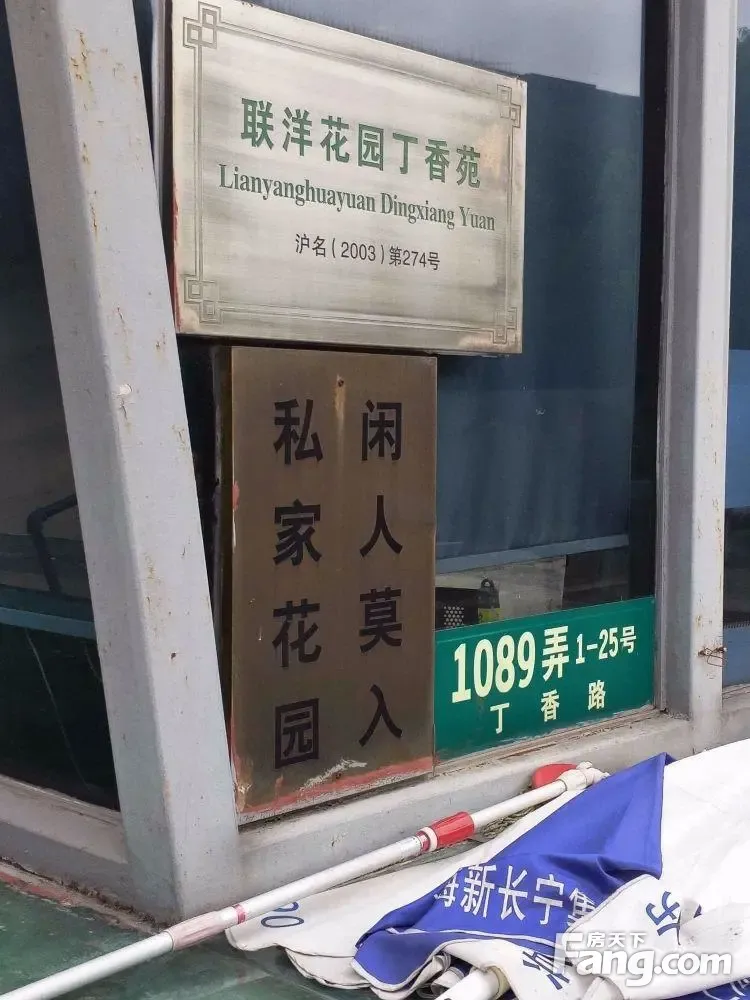 联洋花园丁香苑
Lianyanghuayuan Dingxiang Yuan
沪名(2003)第274号
私家花园
闲人莫入
1089弄1-25号
丁香路
海新长宁集
房天下
Fang.com